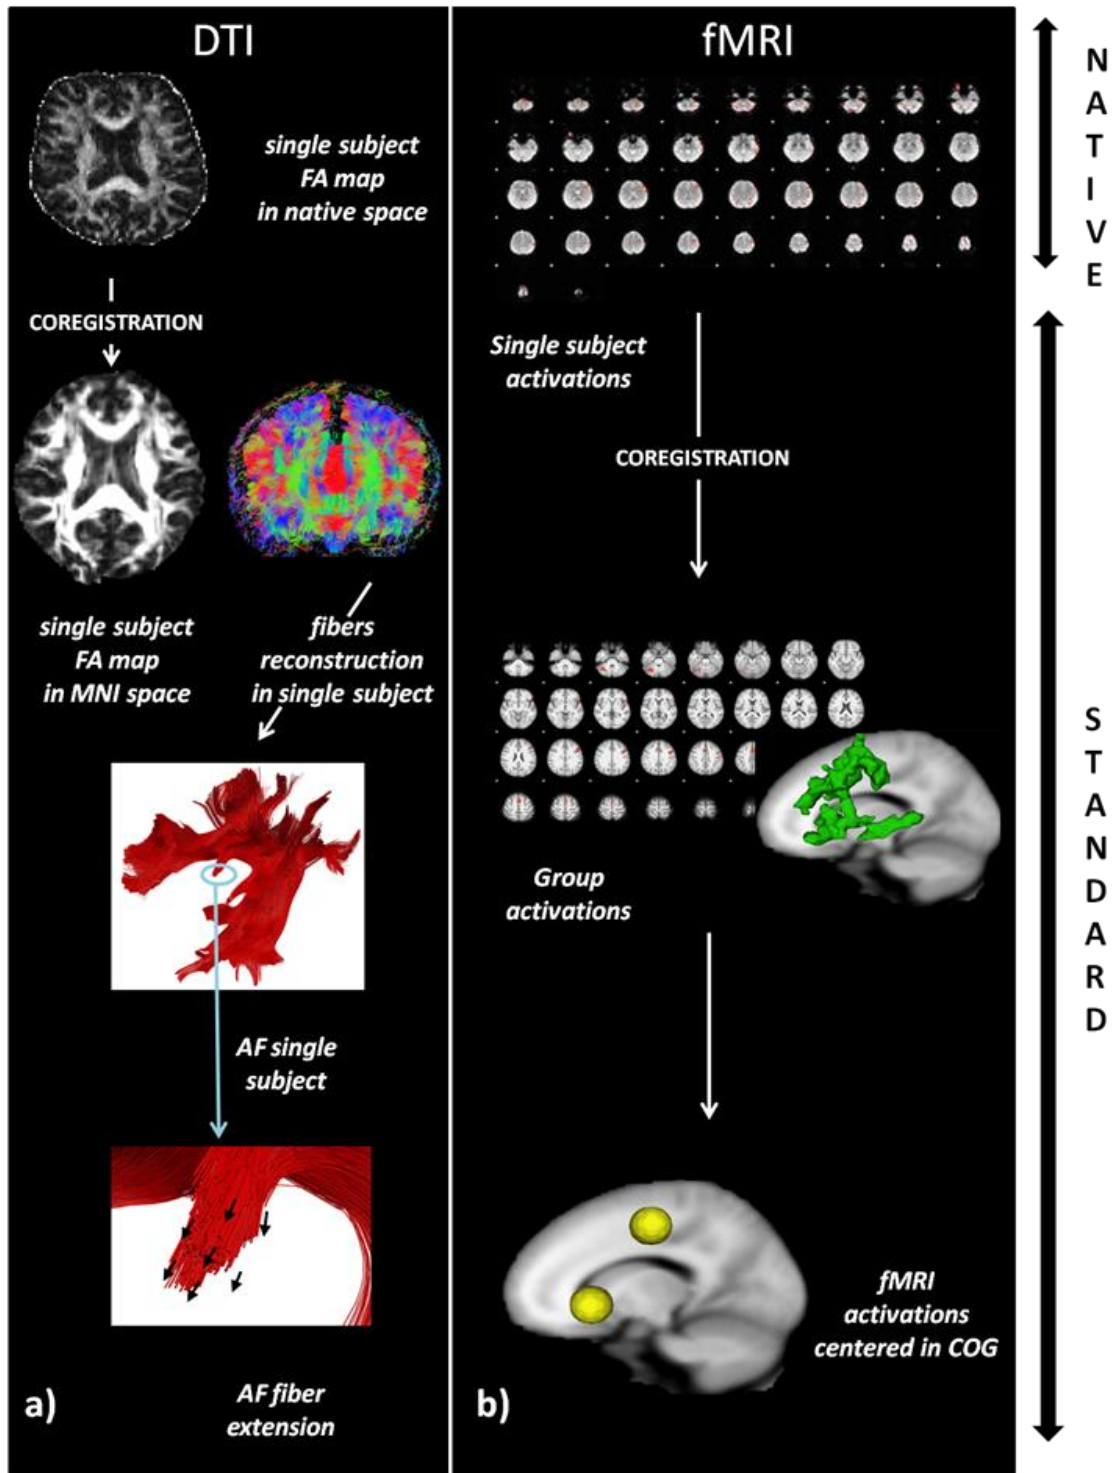 DTI
single subject
FA map
in native space
COREGISTRATION
single subject
FA map
in MNI space
fibers
reconstruction
in single subject
AF single
subject
AF fiber
extension
a)
fMRI
Single subject
activations
COREGISTRATION
Group
activations
fMRI
activations
centered in COG
b)
NATIVE
STANDARD